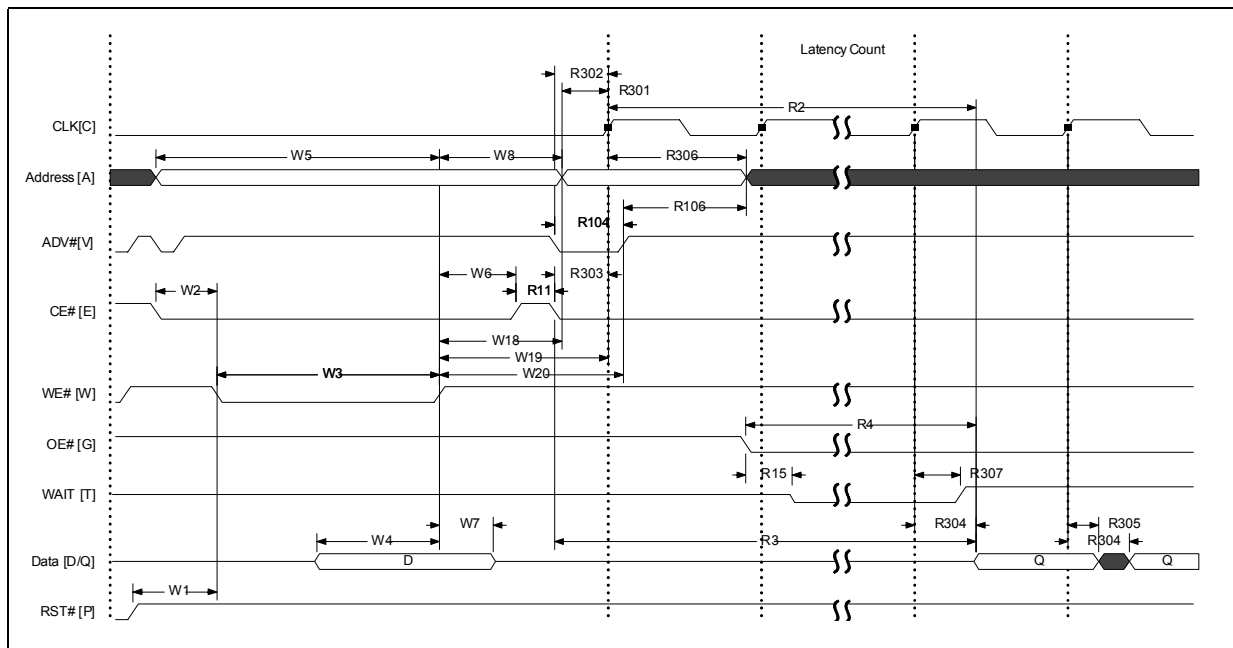 Latency Count
R302
R301
R2
CLK[C]
W5
W8
R306
Address [A]
R106
R104
ADV#[V]
W6
R303
R11
W2
CE# [E]
W18
W19
W3
W20
WE# [W]
R4
OE# [G]
R15
R307
WAIT [T]
W7
R304
R305
W4
R3
R304
Data [D/Q]
D
Q
Q
W1
RST# [P]